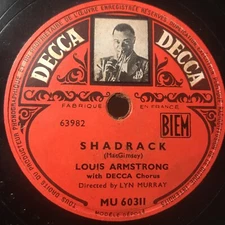 DECCA DECCA
FABRIQUÉ EN FRANCE
63982 BIEM
SHADRACK
(MacGimsey)
LOUIS ARMSTRONG
with DECCA Chorus
Directed by LYN MURRAY
MU 60311